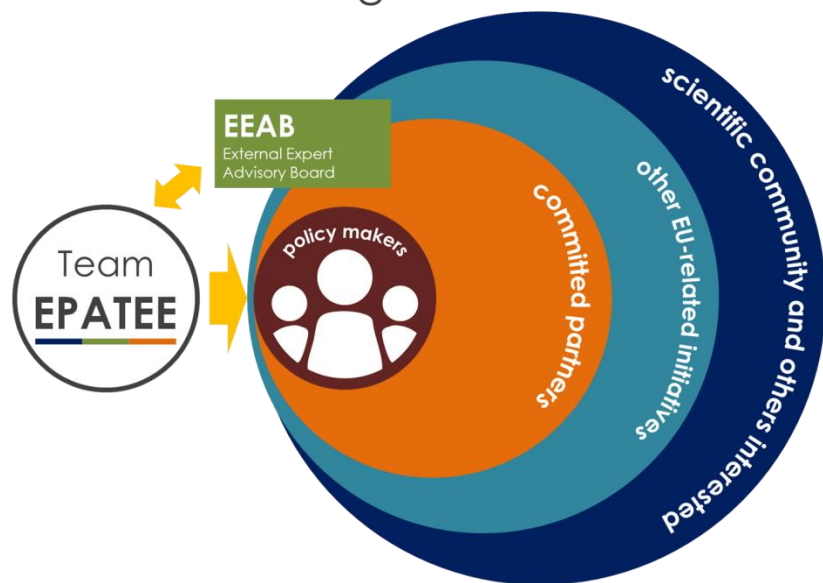 EEAB
External Expert
Advisory Board
Team
EPATEE
policy makers
committed partners
other EU-related initiatives
scientific community and others interested